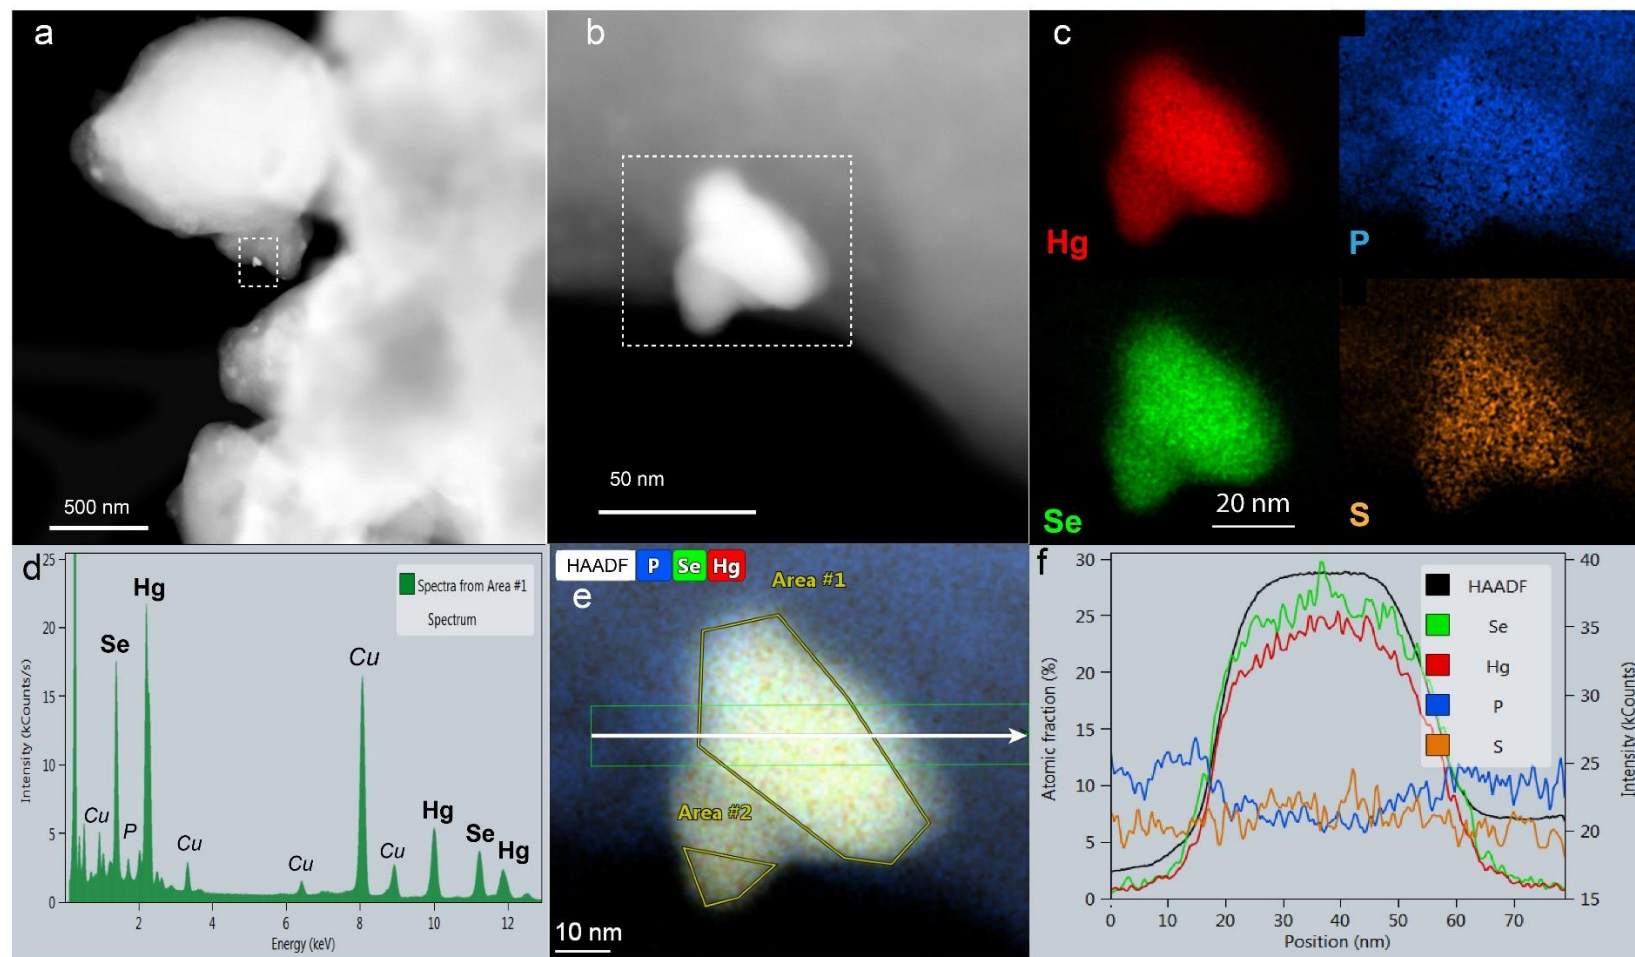 a
500 nm
b
50 nm
c
Hg
P
Se
20 nm
S
d
25
20
15
10
5
0
Intensity (kCounts/s)
Hg
Se
Cu
P
Cu
Cu
Cu
Cu
Hg
Se
Hg
Spectra from Area #1
Spectrum
2
4
6
8
10
12
Energy (keV)
HAADF P Se Hg
e
Area #1
Area #2
10 nm
f
30
25
20
15
10
5
0
Atomic fraction (%)
HAADF
Se
Hg
P
S
40
35
30
25
20
15
Intensity (kCounts)
0
10
20
30
40
50
60
70
Position (nm)